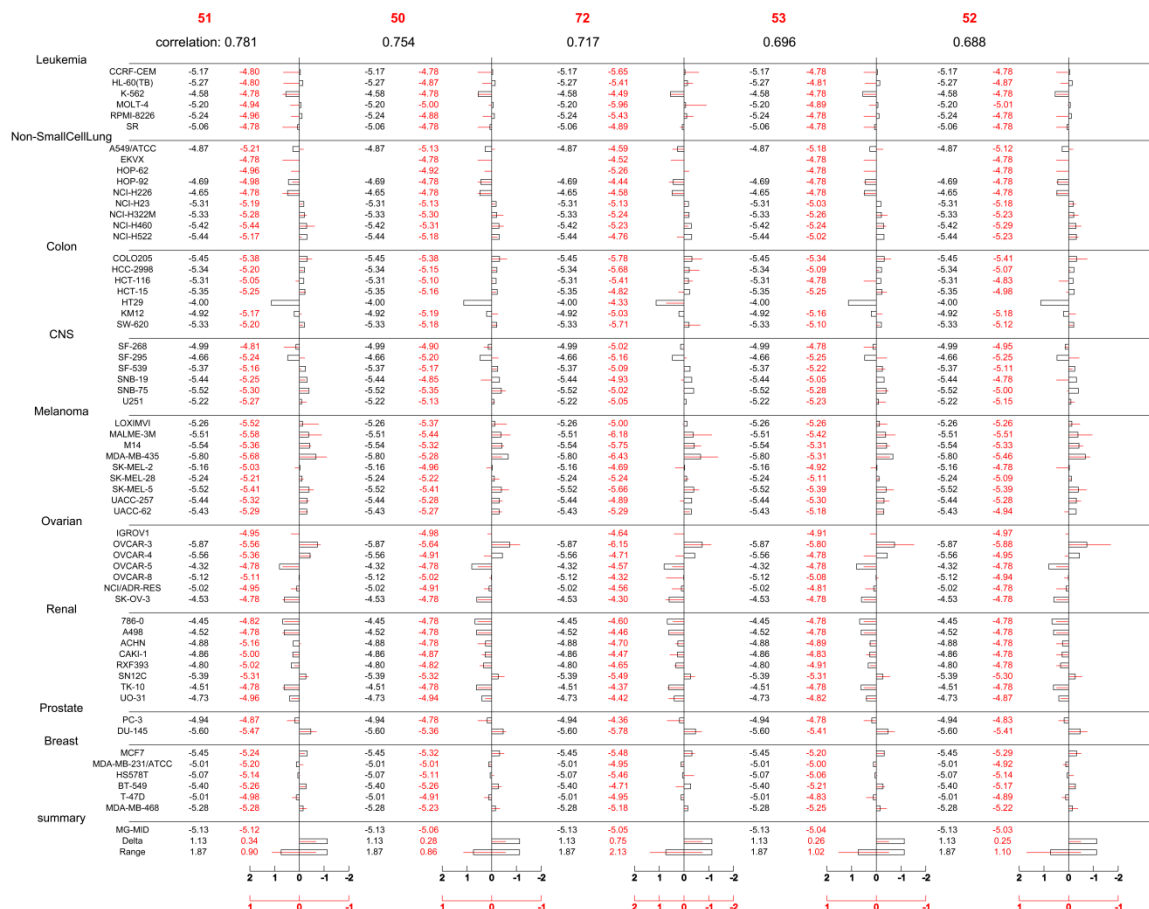 51 50 72 53 52
correlation: 0.781 0.754 0.717 0.696 0.688
Leukemia
CCRF-CEM -5.17 -4.80 -5.17 -4.78 -5.17 -5.65 -5.17 -4.78 -5.17 -4.78
HL-60(TB) -5.27 -4.80 -5.27 -4.87 -5.27 -5.41 -5.27 -4.81 -5.27 -4.87
K-562 -4.58 -4.78 -4.58 -4.78 -4.58 -4.49 -4.58 -4.78 -4.58 -4.78
MOLT-4 -5.20 -4.94 -5.20 -5.00 -5.20 -5.96 -5.20 -4.89 -5.20 -5.01
RPMI-8226 -5.24 -4.96 -5.24 -4.88 -5.24 -5.43 -5.24 -4.78 -5.24 -4.78
SR -5.06 -4.78 -5.06 -4.78 -5.06 -4.89 -5.06 -4.78 -5.06 -4.78
Non-SmallCellLung
A549/ATCC -4.87 -5.21 -4.87 -5.13 -4.87 -4.59 -4.87 -5.18 -4.87 -5.12
EKVX -4.78 -4.78 -4.52 -4.78 -4.78
HOP-62 -4.96 -4.92 -5.26 -4.78 -4.78
HOP-92 -4.69 -4.98 -4.69 -4.78 -4.69 -4.44 -4.69 -4.78 -4.69 -4.78
NCI-H226 -4.65 -4.78 -4.65 -4.78 -4.65 -4.58 -4.65 -4.78 -4.65 -4.78
NCI-H23 -5.31 -5.19 -5.31 -5.13 -5.31 -5.13 -5.31 -5.03 -5.31 -5.18
NCI-H322M -5.33 -5.28 -5.33 -5.30 -5.33 -5.24 -5.33 -5.26 -5.33 -5.23
NCI-H460 -5.42 -5.44 -5.42 -5.31 -5.42 -5.23 -5.42 -5.24 -5.42 -5.29
NCI-H522 -5.44 -5.17 -5.44 -5.18 -5.44 -4.76 -5.44 -5.02 -5.44 -5.23
Colon
COLO205 -5.45 -5.38 -5.45 -5.38 -5.45 -5.78 -5.45 -5.34 -5.45 -5.41
HCC-2998 -5.34 -5.20 -5.34 -5.15 -5.34 -5.68 -5.34 -5.09 -5.34 -5.07
HCT-116 -5.31 -5.05 -5.31 -5.10 -5.31 -5.41 -5.31 -4.78 -5.31 -4.83
HCT-15 -5.35 -5.25 -5.35 -5.16 -5.35 -4.82 -5.35 -5.25 -5.35 -4.98
HT29 -4.00 -4.00 -4.00 -4.33 -4.00 -4.00
KM12 -4.92 -5.17 -4.92 -5.19 -4.92 -5.03 -4.92 -5.16 -4.92 -5.18
SW-620 -5.33 -5.20 -5.33 -5.18 -5.33 -5.71 -5.33 -5.10 -5.33 -5.12
CNS
SF-268 -4.99 -4.81 -4.99 -4.90 -4.99 -5.02 -4.99 -4.78 -4.99 -4.95
SF-295 -4.66 -5.24 -4.66 -5.20 -4.66 -5.16 -4.66 -5.25 -4.66 -5.25
SF-539 -5.37 -5.16 -5.37 -5.17 -5.37 -5.09 -5.37 -5.22 -5.37 -5.11
SNB-19 -5.44 -5.25 -5.44 -4.85 -5.44 -4.93 -5.44 -5.05 -5.44 -4.78
SNB-75 -5.52 -5.30 -5.52 -5.35 -5.52 -5.02 -5.52 -5.28 -5.52 -5.00
U251 -5.22 -5.27 -5.22 -5.13 -5.22 -5.05 -5.22 -5.23 -5.22 -5.15
Melanoma
LOXIMVI -5.26 -5.52 -5.26 -5.37 -5.26 -5.00 -5.26 -5.26 -5.26 -5.26
MALME-3M -5.51 -5.58 -5.51 -5.44 -5.51 -6.18 -5.51 -5.42 -5.51 -5.51
M14 -5.54 -5.36 -5.54 -5.32 -5.54 -5.75 -5.54 -5.31 -5.54 -5.33
MDA-MB-435 -5.80 -5.68 -5.80 -5.28 -5.80 -6.43 -5.80 -5.31 -5.80 -5.46
SK-MEL-2 -5.16 -5.03 -5.16 -4.96 -5.16 -4.69 -5.16 -4.92 -5.16 -4.78
SK-MEL-28 -5.24 -5.21 -5.24 -5.22 -5.24 -5.24 -5.24 -5.11 -5.24 -5.09
SK-MEL-5 -5.52 -5.41 -5.52 -5.41 -5.52 -5.66 -5.52 -5.39 -5.52 -5.39
UACC-257 -5.44 -5.32 -5.44 -5.28 -5.44 -4.89 -5.44 -5.30 -5.44 -5.28
UACC-62 -5.43 -5.29 -5.43 -5.27 -5.43 -5.29 -5.43 -5.18 -5.43 -4.94
Ovarian
IGROV1 -4.95 -4.98 -4.64 -4.91 -4.97
OVCAR-3 -5.87 -5.56 -5.87 -5.64 -5.87 -6.15 -5.87 -5.80 -5.87 -5.88
OVCAR-4 -5.56 -5.36 -5.56 -4.91 -5.56 -4.71 -5.56 -4.78 -5.56 -4.95
OVCAR-5 -4.32 -4.78 -4.32 -4.78 -4.32 -4.57 -4.32 -4.78 -4.32 -4.78
OVCAR-8 -5.12 -5.11 -5.12 -5.02 -5.12 -4.32 -5.12 -5.08 -5.12 -4.94
NCI/ADR-RES -5.02 -4.95 -5.02 -4.91 -5.02 -4.56 -5.02 -4.81 -5.02 -4.78
SK-OV-3 -4.53 -4.78 -4.53 -4.78 -4.53 -4.30 -4.53 -4.78 -4.53 -4.78
Renal
786-0 -4.45 -4.82 -4.45 -4.78 -4.45 -4.60 -4.45 -4.78 -4.45 -4.78
A498 -4.52 -4.78 -4.52 -4.78 -4.52 -4.46 -4.52 -4.78 -4.52 -4.78
ACHN -4.88 -5.16 -4.88 -4.78 -4.88 -4.70 -4.88 -4.89 -4.88 -4.78
CAKI-1 -4.86 -5.00 -4.86 -4.87 -4.86 -4.47 -4.86 -4.83 -4.86 -4.78
RXF393 -4.80 -5.02 -4.80 -4.82 -4.80 -4.65 -4.80 -4.91 -4.80 -4.78
SN12C -5.39 -5.31 -5.39 -5.32 -5.39 -5.49 -5.39 -5.31 -5.39 -5.30
TK-10 -4.51 -4.78 -4.51 -4.78 -4.51 -4.37 -4.51 -4.78 -4.51 -4.78
UO-31 -4.73 -4.96 -4.73 -4.94 -4.73 -4.42 -4.73 -4.82 -4.73 -4.87
Prostate
PC-3 -4.94 -4.87 -4.94 -4.78 -4.94 -4.36 -4.94 -4.78 -4.94 -4.83
DU-145 -5.60 -5.47 -5.60 -5.36 -5.60 -5.78 -5.60 -5.41 -5.60 -5.41
Breast
MCF7 -5.45 -5.24 -5.45 -5.32 -5.45 -5.48 -5.45 -5.20 -5.45 -5.29
MDA-MB-231/ATCC -5.01 -5.20 -5.01 -5.01 -5.01 -4.95 -5.01 -5.00 -5.01 -4.92
HS578T -5.07 -5.14 -5.07 -5.11 -5.07 -5.46 -5.07 -5.06 -5.07 -5.14
BT-549 -5.40 -5.26 -5.40 -5.26 -5.40 -4.71 -5.40 -5.21 -5.40 -5.17
T-47D -5.01 -4.98 -5.01 -4.91 -5.01 -4.95 -5.01 -4.83 -5.01 -4.89
MDA-MB-468 -5.28 -5.28 -5.28 -5.23 -5.28 -5.18 -5.28 -5.25 -5.28 -5.22
summary
MG-MID -5.13 -5.12 -5.13 -5.06 -5.13 -5.05 -5.13 -5.04 -5.13 -5.03
Delta 1.13 0.34 1.13 0.28 1.13 0.75 1.13 0.26 1.13 0.25
Range 1.87 0.90 1.87 0.86 1.87 2.13 1.87 1.02 1.87 1.10
2 1 0 -1 -2 2 1 0 -1 -2 2 1 0 -1 -2 2 1 0 -1 -2 2 1 0 -1 -2
1 0 -1 1 0 -1 2 1 0 -1 -2 1 0 -1 1 0 -1